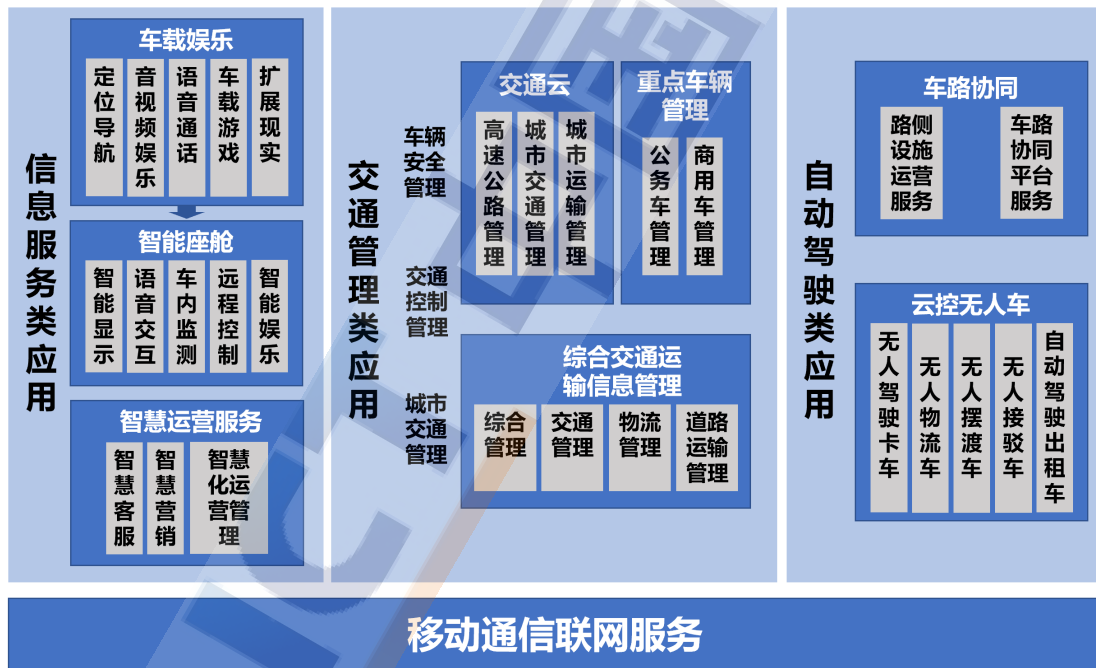 信息服务类应用
车载娱乐
定位导航
音视频娱乐
语音通话
车载游戏
扩展现实
智能座舱
智能显示
语音交互
车内监测
远程控制
智能娱乐
智慧运营服务
智慧客服
智慧营销
智慧
化运
营管
理
交通管理类应用
车辆
安全
管理
交通
控制
管理
城市
交通
管理
交通云
高速公路管理
城市交通管理
城市运输管理
重点车辆
管理
公务车管理
商用车管理
综合交通运
输信息管理
综合
管理
交通
管理
物流
管理
道路
运输
管理
自动驾驶类应用
车路协同
路侧
设施
运营
服务
车路
协同
平台
服务
云控无人车
无人驾驶卡车
无人物流车
无人摆渡车
无人接驳车
自动驾驶出租车
移动通信联网服务